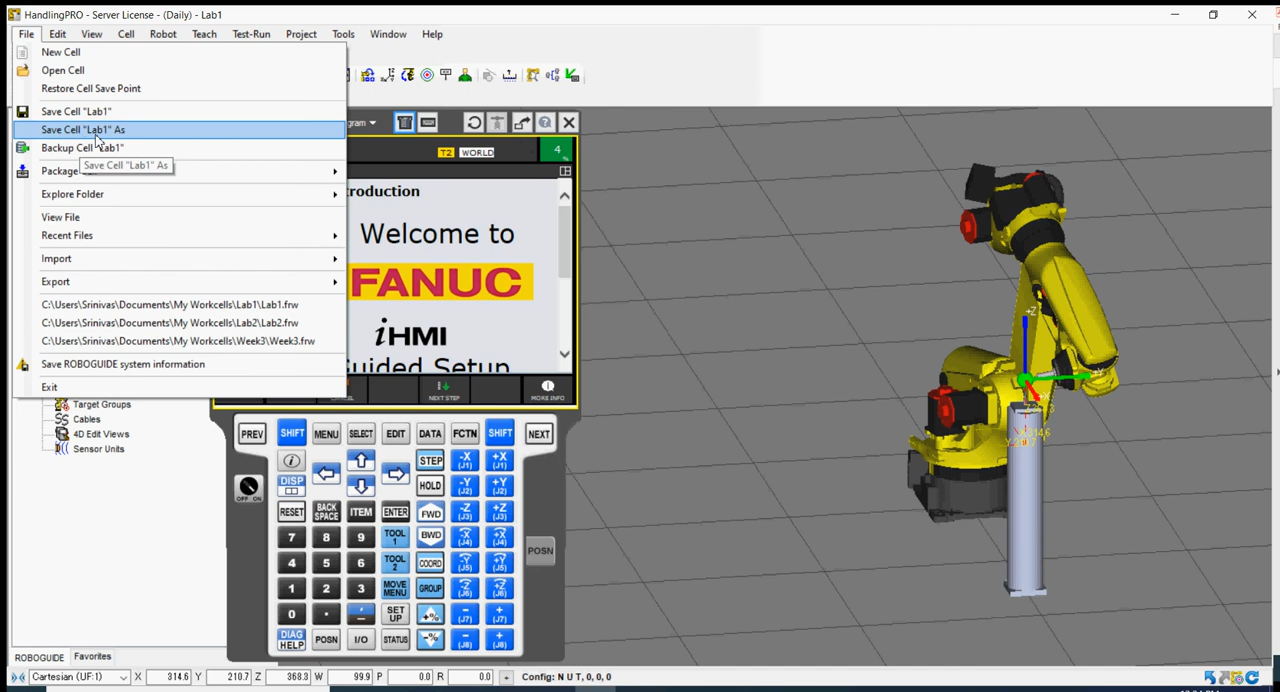 HandlingPRO - Server License - (Daily) - Lab1
File Edit View Cell Robot Teach Test-Run Project Tools Window Help
New Cell
Open Cell
Restore Cell Save Point
Save Cell "Lab1"
Save Cell "Lab1" As
Backup Cell "Lab1"
Save Cell "Lab1" As
Package
Explore Folder
View File
Recent Files
Import
Export
C:\Users\Srinivas\Documents\My Workcells\Lab1\Lab1.frw
C:\Users\Srinivas\Documents\My Workcells\Lab2\Lab2.frw
C:\Users\Srinivas\Documents\My Workcells\Week3\Week3.frw
Save ROBOGUIDE system information
Exit
Target Groups
Cables
4D Edit Views
Sensor Units
ROBOGUIDE Favorites
gram
T2 WORLD 4 %
troduction
Welcome to
FANUC
iHMI
uided Setup
NEXT STEP MORE INFO
PREV SHIFT MENU SELECT EDIT DATA FCTN SHIFT NEXT
i STEP -X (J1) +X (J1)
DISP HOLD -Y (J2) +Y (J2)
OFF ON
RESET BACK SPACE ITEM ENTER FWD -Z (J3) +Z (J3)
7 8 9 TOOL 1 BWD -X (J4) +X (J4)
POSN
4 5 6 TOOL 2 COORD -Y (J5) +Y (J5)
1 2 3 MOVE MENU GROUP -Z (J6) +Z (J6)
0 . SET UP +% - (J7) + (J7)
DIAG HELP POSN I/O STATUS -% - (J8) + (J8)
+Z
+X
Cartesian (UF:1) X 314.6 Y 210.7 Z 368.3 W 99.9 P 0.0 R 0.0 Config: N U T, 0, 0, 0